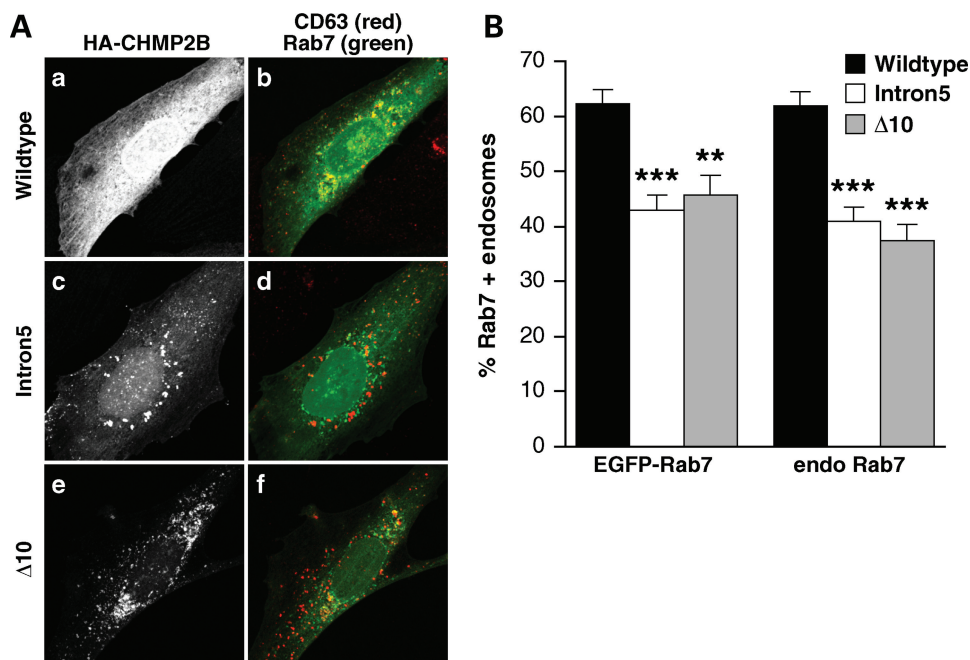 A
HA-CHMP2B
CD63 (red)
Rab7 (green)
Wildtype
a
b
Intron5
c
d
Δ10
e
f
B
% Rab7 + endosomes
70
60
50
40
30
20
10
0
Wildtype
Intron5
Δ10
***
**
***
***
EGFP-Rab7
endo Rab7